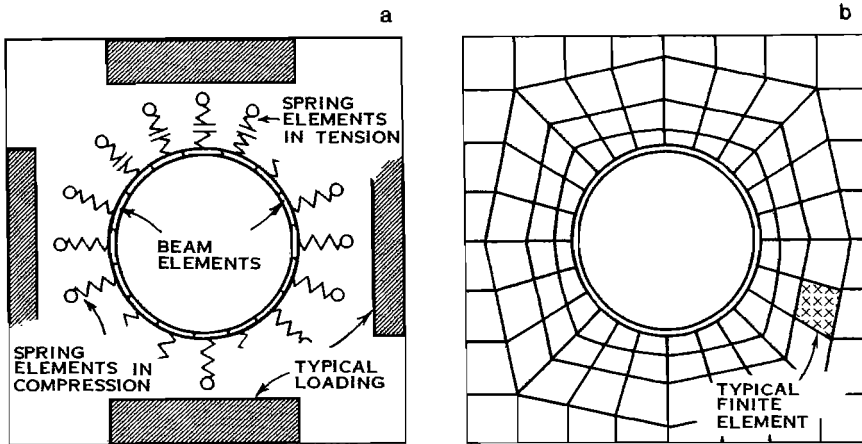 a
SPRING
ELEMENTS
IN TENSION
BEAM
ELEMENTS
SPRING
ELEMENTS IN
COMPRESSION
TYPICAL
LOADING
b
TYPICAL
FINITE
ELEMENT